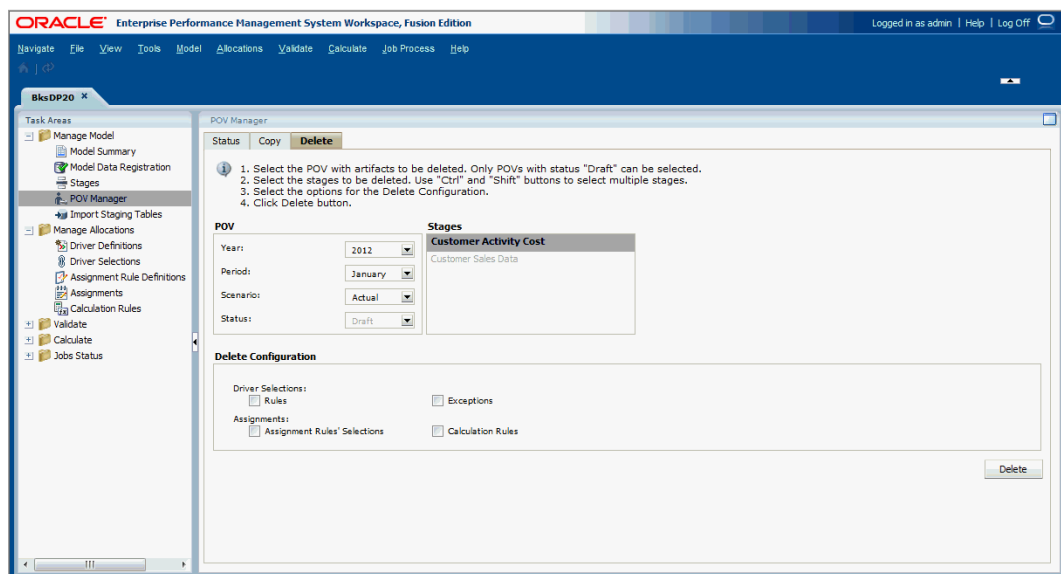 ORACLE Enterprise Performance Management System Workspace, Fusion Edition
Logged in as admin | Help | Log Off
Navigate File View Tools Model Allocations Validate Calculate Job Process Help
BksDP20
Task Areas
Manage Model
Model Summary
Model Data Registration
Stages
POV Manager
Import Staging Tables
Manage Allocations
Driver Definitions
Driver Selections
Assignment Rule Definitions
Assignments
Calculation Rules
Validate
Calculate
Jobs Status
POV Manager
Status Copy Delete
1. Select the POV with artifacts to be deleted. Only POVs with status "Draft" can be selected.
2. Select the stages to be deleted. Use "Ctrl" and "Shift" buttons to select multiple stages.
3. Select the options for the Delete Configuration.
4. Click Delete button.
POV
Year: 2012
Period: January
Scenario: Actual
Status: Draft
Stages
Customer Activity Cost
Customer Sales Data
Delete Configuration
Driver Selections:
Rules Exceptions
Assignments:
Assignment Rules' Selections Calculation Rules
Delete